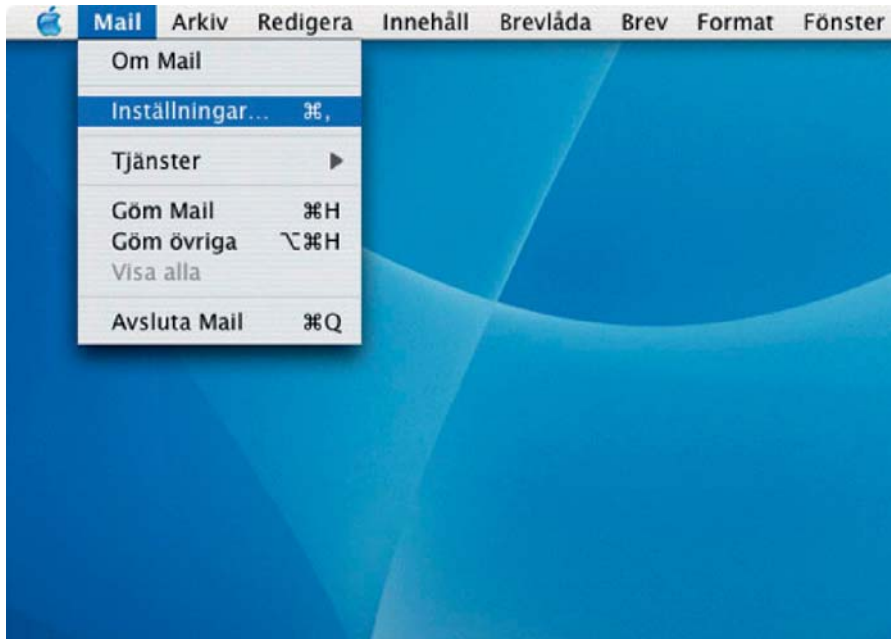 Mail Arkiv Redigera Innehåll Brevlåda Brev Format Fönster
Om Mail
Inställningar... ⌘,
Tjänster ▶
Göm Mail ⌘H
Göm övriga ⌥⌘H
Visa alla
Avsluta Mail ⌘Q